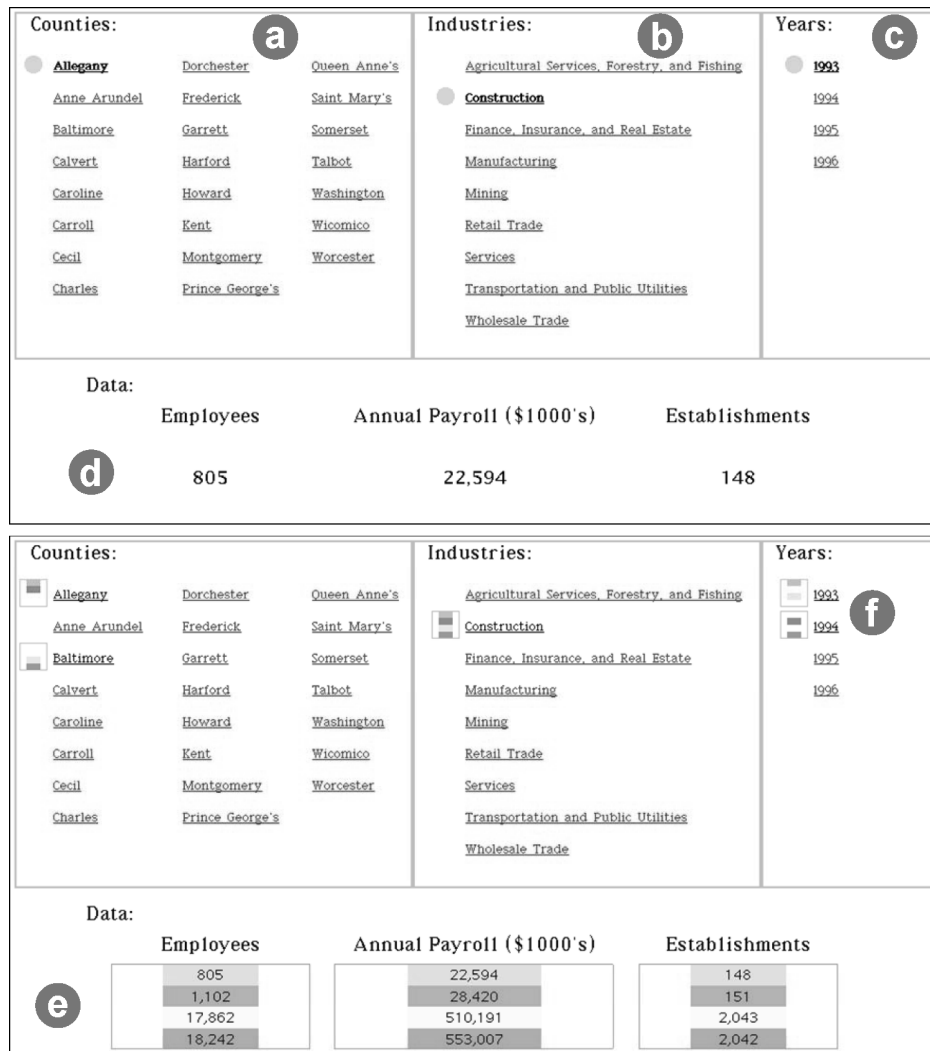 Counties: a Industries: b Years: c
Allegany Dorchester Queen Anne's Agricultural Services, Forestry, and Fishing 1993
Anne Arundel Frederick Saint Mary's Construction 1994
Baltimore Garrett Somerset Finance, Insurance, and Real Estate 1995
Calvert Harford Talbot Manufacturing 1996
Caroline Howard Washington Mining
Carroll Kent Wicomico Retail Trade
Cecil Montgomery Worcester Services
Charles Prince George's Transportation and Public Utilities
Wholesale Trade
Data:
Employees Annual Payroll ($1000's) Establishments
d 805 22,594 148
Counties: Industries: Years:
Allegany Dorchester Queen Anne's Agricultural Services, Forestry, and Fishing 1993 f
Anne Arundel Frederick Saint Mary's Construction 1994
Baltimore Garrett Somerset Finance, Insurance, and Real Estate 1995
Calvert Harford Talbot Manufacturing 1996
Caroline Howard Washington Mining
Carroll Kent Wicomico Retail Trade
Cecil Montgomery Worcester Services
Charles Prince George's Transportation and Public Utilities
Wholesale Trade
Data:
Employees Annual Payroll ($1000's) Establishments
805 22,594 148
e 1,102 28,420 151
17,862 510,191 2,043
18,242 553,007 2,042